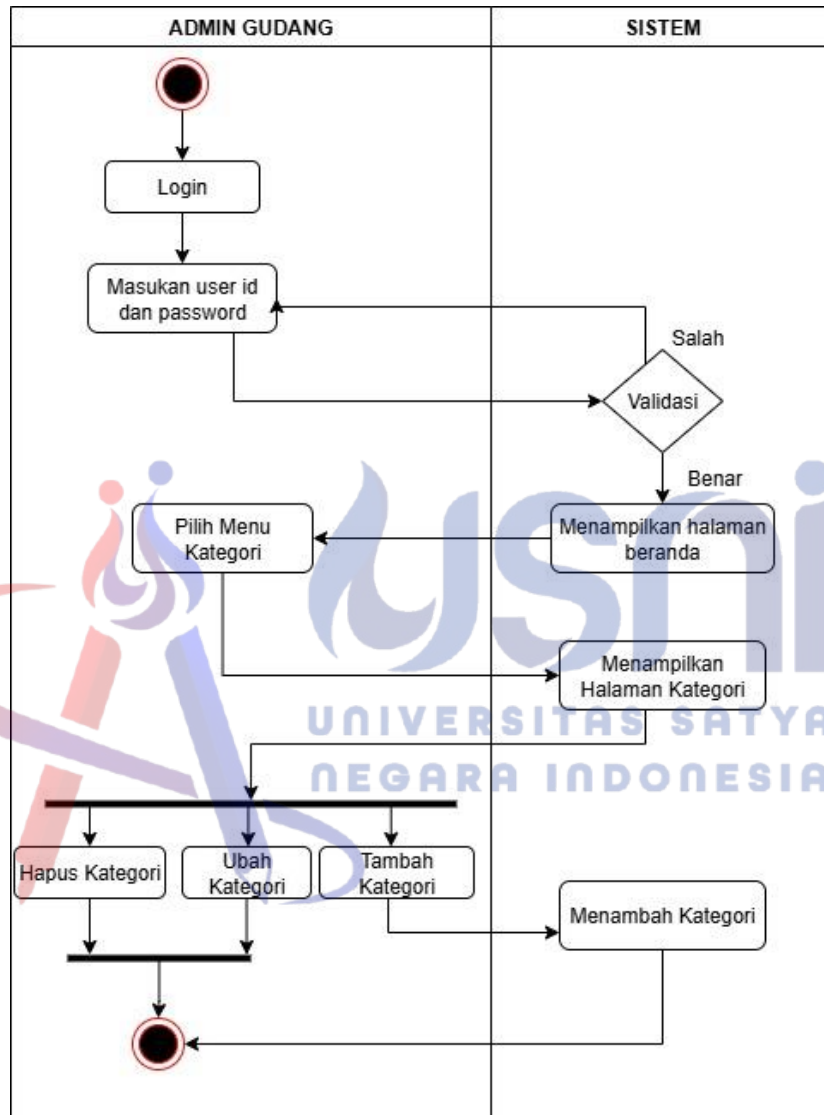 ADMIN GUDANG
SISTEM
Login
Masukan user id
dan password
Salah
Validasi
Benar
Pilih Menu
Kategori
Menampilkan halaman
beranda
Menampilkan
Halaman Kategori
usni
UNIVERSITAS SATYA
NEGARA INDONESIA
Hapus Kategori
Ubah
Kategori
Tambah
Kategori
Menambah Kategori